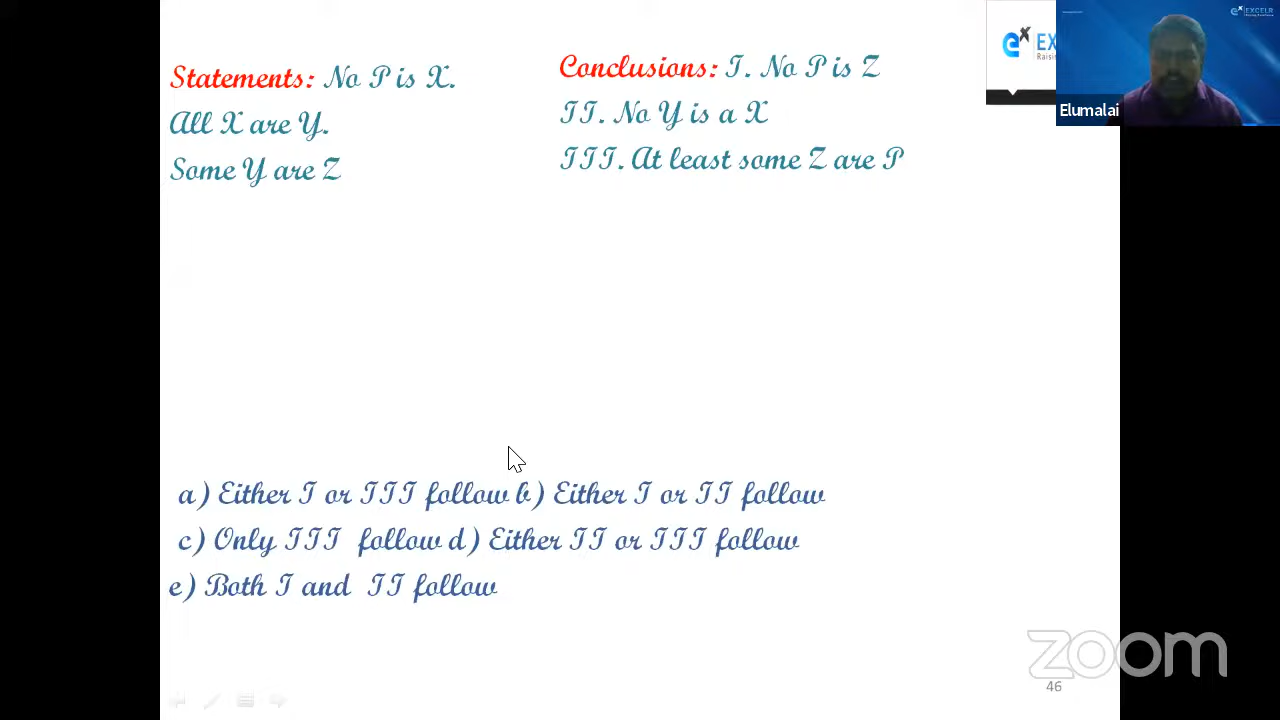 Statements: No P is X.
All X are Y.
Some Y are Z
Conclusions: I. No P is Z
II. No Y is a X
III. At least some Z are P
a) Either I or III follow b) Either I or II follow
c) Only III follow d) Either II or III follow
e) Both I and II follow
EXCELR
Elumalai
zoom
46